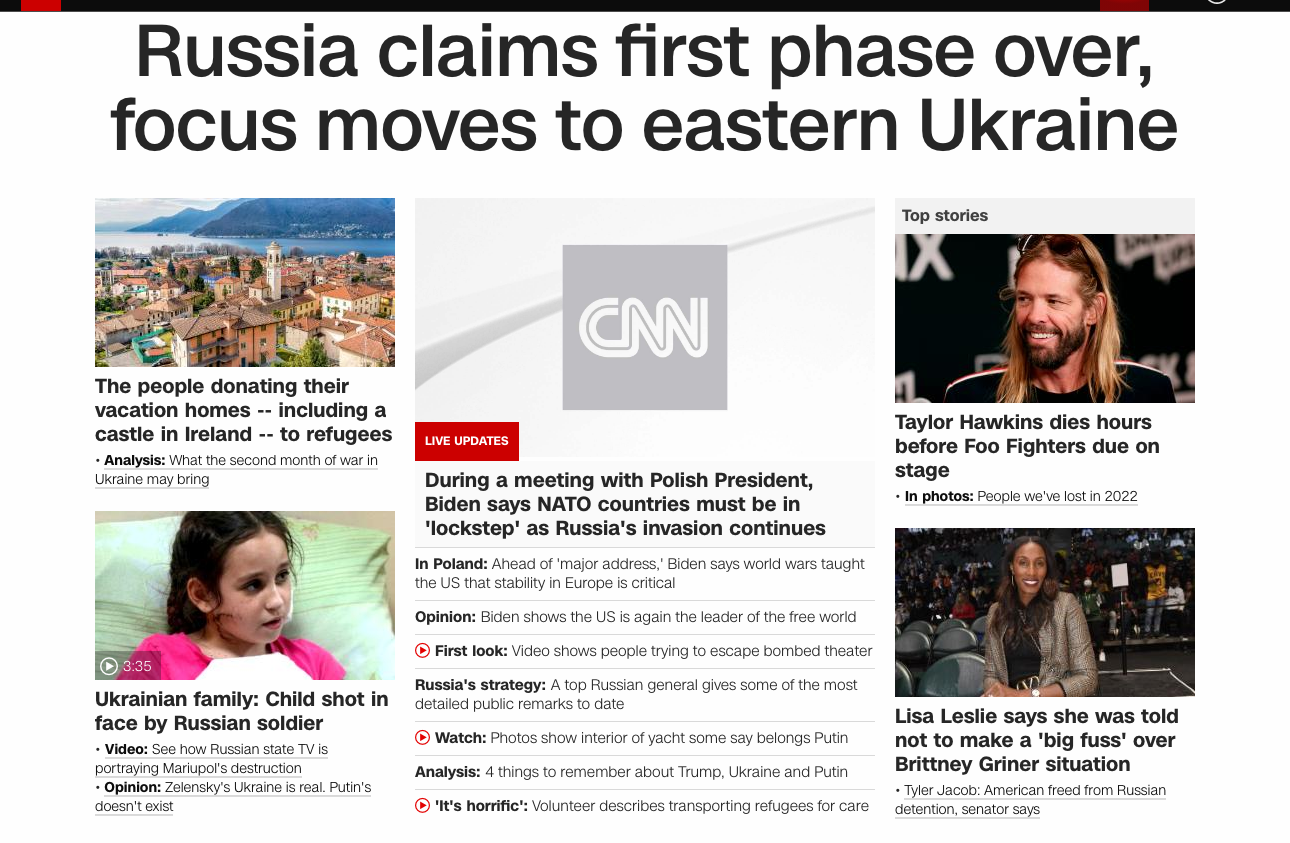 Russia claims first phase over,
focus moves to eastern Ukraine
The people donating their
vacation homes -- including a
castle in Ireland -- to refugees
• Analysis: What the second month of war in
Ukraine may bring
3:35
Ukrainian family: Child shot in
face by Russian soldier
• Video: See how Russian state TV is
portraying Mariupol's destruction
• Opinion: Zelensky's Ukraine is real. Putin's
doesn't exist
CNN
LIVE UPDATES
During a meeting with Polish President,
Biden says NATO countries must be in
'lockstep' as Russia's invasion continues
In Poland: Ahead of 'major address,' Biden says world wars taught
the US that stability in Europe is critical
Opinion: Biden shows the US is again the leader of the free world
First look: Video shows people trying to escape bombed theater
Russia's strategy: A top Russian general gives some of the most
detailed public remarks to date
Watch: Photos show interior of yacht some say belongs Putin
Analysis: 4 things to remember about Trump, Ukraine and Putin
'It's horrific': Volunteer describes transporting refugees for care
Top stories
Taylor Hawkins dies hours
before Foo Fighters due on
stage
• In photos: People we've lost in 2022
Lisa Leslie says she was told
not to make a 'big fuss' over
Brittney Griner situation
• Tyler Jacob: American freed from Russian
detention, senator says